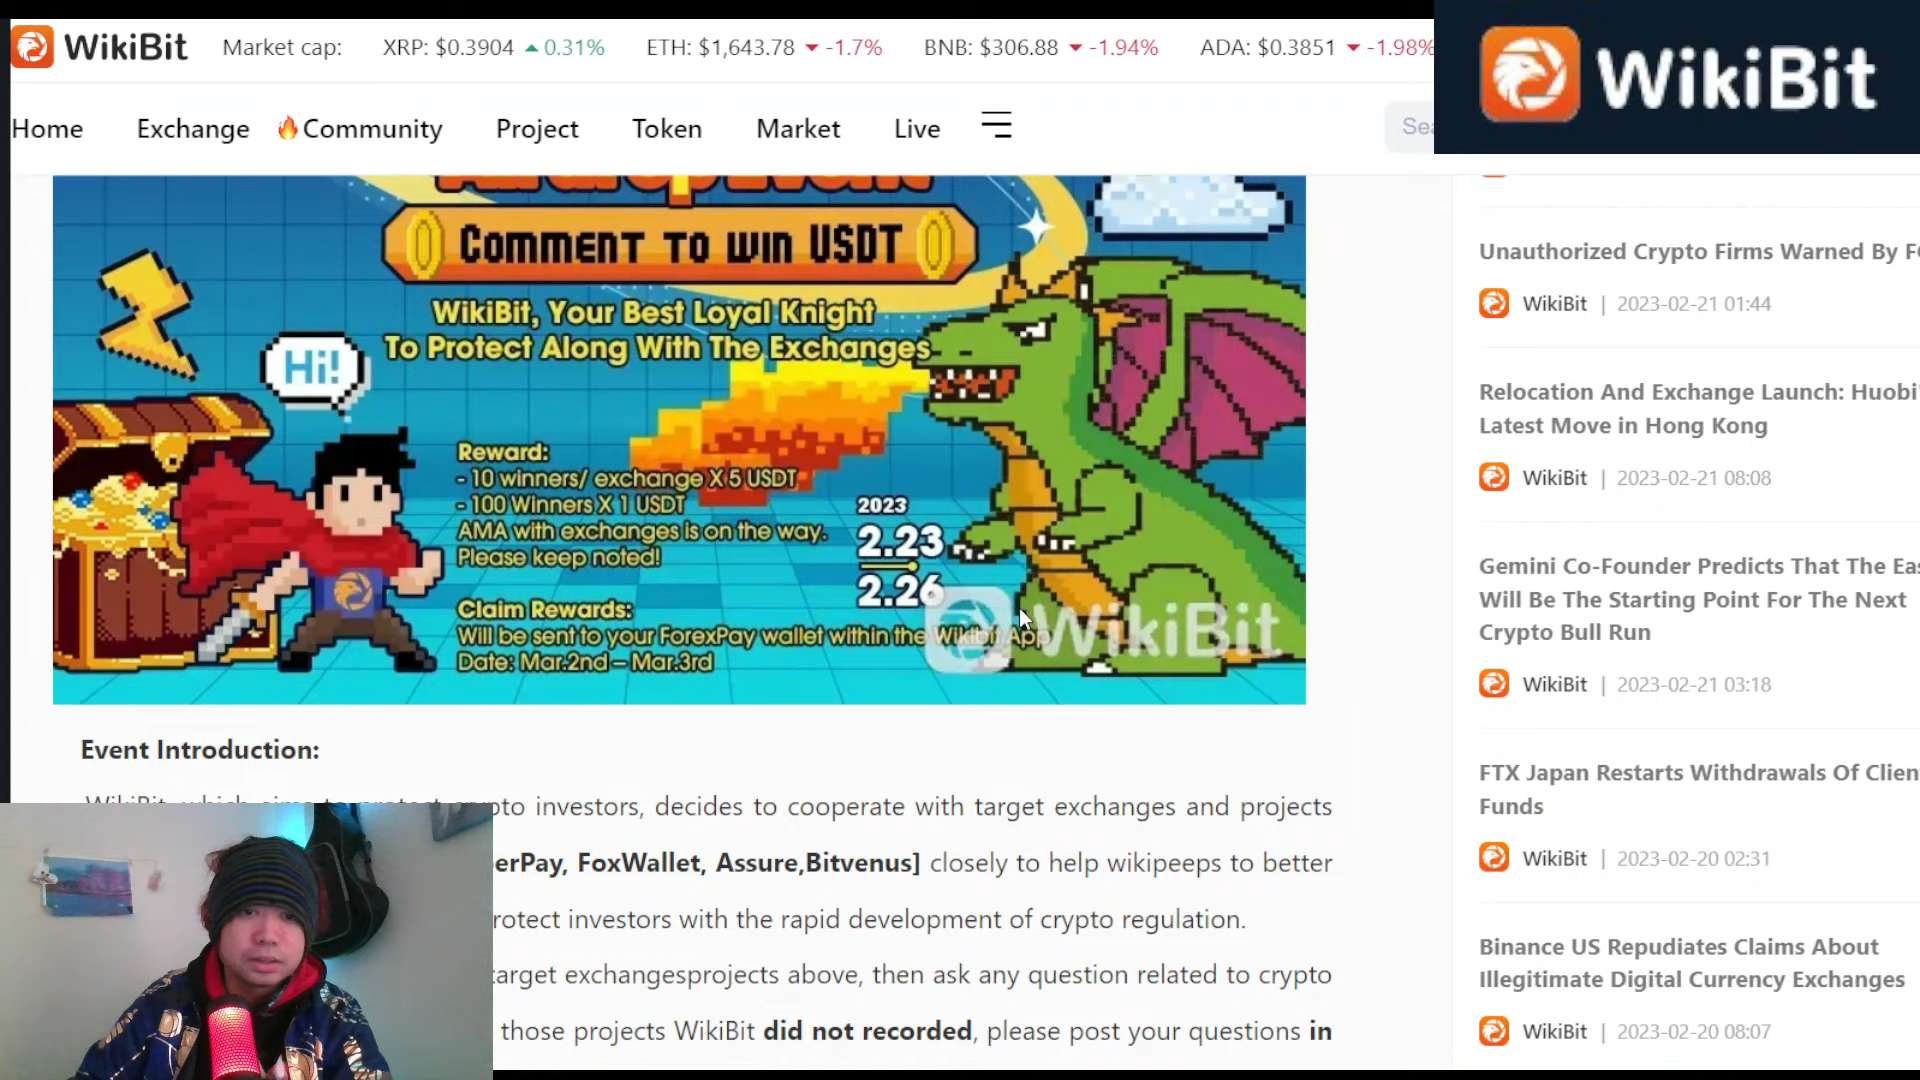 WikiBit Market cap: XRP: $0.3904 0.31% ETH: $1,643.78 -1.7% BNB: $306.88 -1.94% ADA: $0.3851 -1.98%
WikiBit
Home Exchange Community Project Token Market Live
COMMENT TO WIN USDT
WikiBit, Your Best Loyal Knight
To Protect Along With The Exchanges
Hi!
Reward:
- 10 winners/ exchange X 5 USDT
- 100 Winners X 1 USDT
AMA with exchanges is on the way.
Please keep noted!
2023
2.23
2.26
Claim Rewards:
Will be sent to your ForexPay wallet within the Wikibit App
Date: Mar.2nd – Mar.3rd
WikiBit
Event Introduction:
investors, decides to cooperate with target exchanges and projects
FoxWallet, Assure,Bitvenus] closely to help wikipeeps to better
investors with the rapid development of crypto regulation.
exchangesprojects above, then ask any question related to crypto
those projects WikiBit did not recorded, please post your questions in
Unauthorized Crypto Firms Warned By
WikiBit | 2023-02-21 01:44
Relocation And Exchange Launch: Huobi'
Latest Move in Hong Kong
WikiBit | 2023-02-21 08:08
Gemini Co-Founder Predicts That The
Will Be The Starting Point For The Next
Crypto Bull Run
WikiBit | 2023-02-21 03:18
FTX Japan Restarts Withdrawals Of
Funds
WikiBit | 2023-02-20 02:31
Binance US Repudiates Claims About
Illegitimate Digital Currency Exchanges
WikiBit | 2023-02-20 08:07